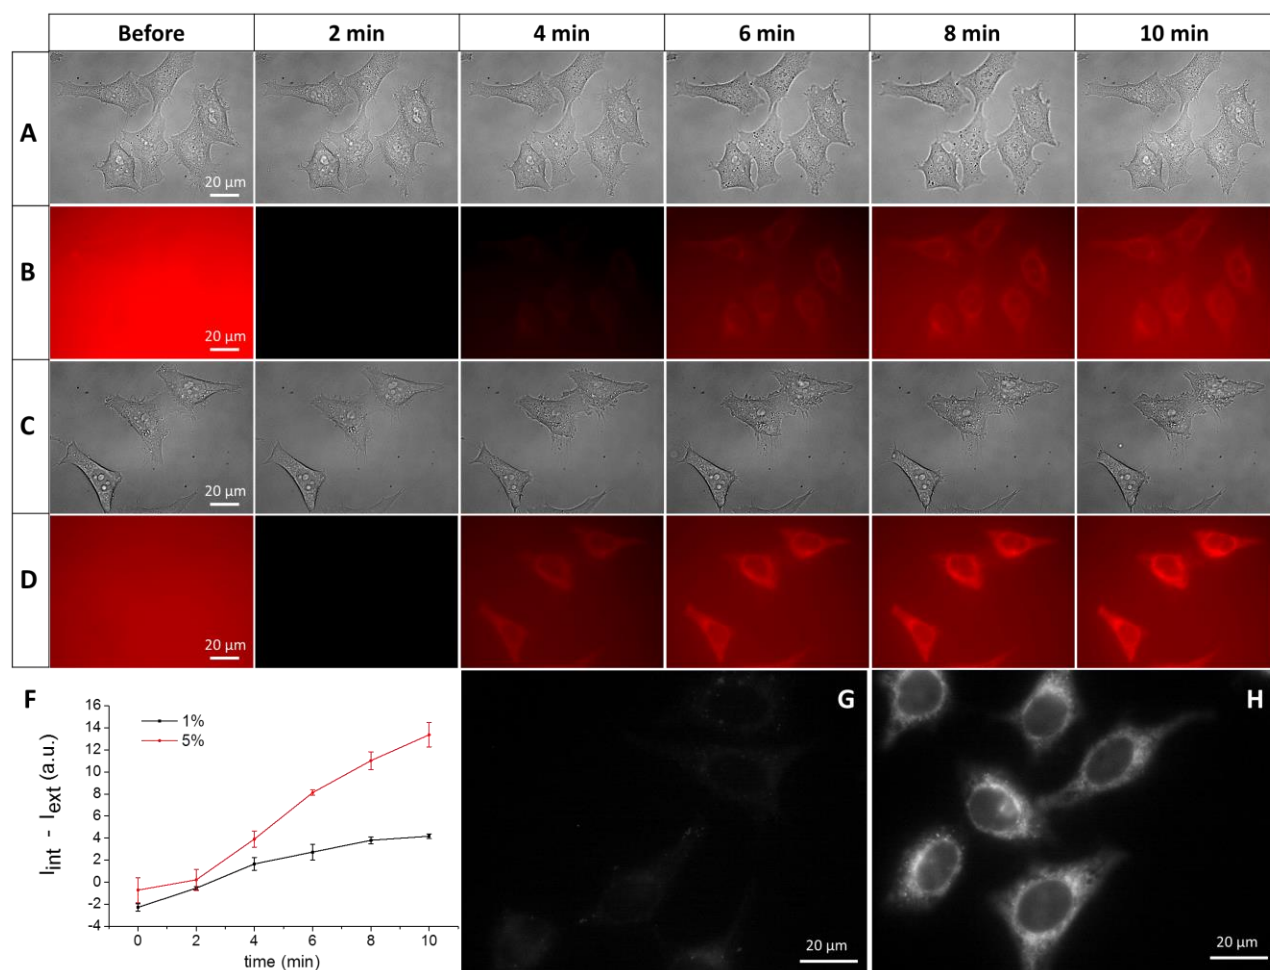 Before 2 min 4 min 6 min 8 min 10 min
A
20 µm
B
20 µm
C
20 µm
D
20 µm
F
16
14
12
10
8
6
4
2
0
-2
-4
1%
5%
I_int - I_ext (a.u.)
0 2 4 6 8 10
time (min)
G
20 µm
H
20 µm